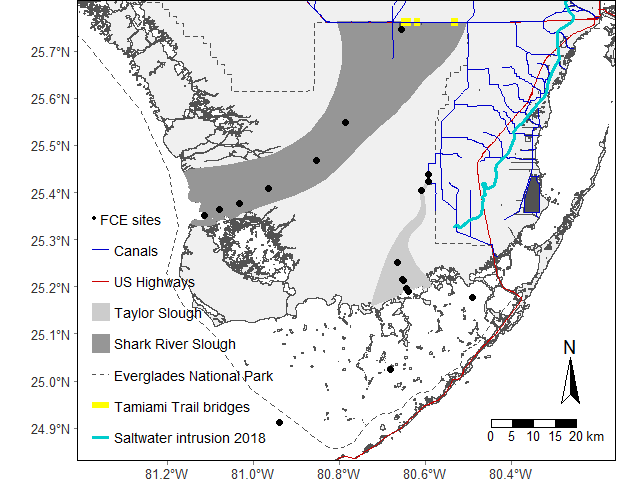 25.7°N
25.6°N
25.5°N
25.4°N
25.3°N
25.2°N
25.1°N
25.0°N
24.9°N
FCE sites
Canals
US Highways
Taylor Slough
Shark River Slough
Everglades National Park
Tamiami Trail bridges
Saltwater intrusion 2018
N
0 5 10 15 20 km
81.2°W 81.0°W 80.8°W 80.6°W 80.4°W